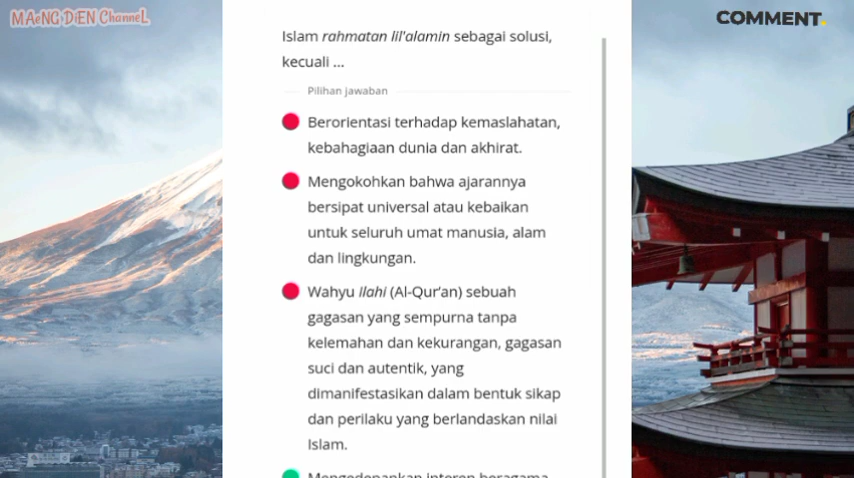 MAeNG DiEN ChanneL
COMMENT.
Islam rahmatan lil'alamin sebagai solusi,
kecuali ...
Pilihan jawaban
Berorientasi terhadap kemaslahatan,
kebahagiaan dunia dan akhirat.
Mengokohkan bahwa ajarannya
bersipat universal atau kebaikan
untuk seluruh umat manusia, alam
dan lingkungan.
Wahyu ilahi (Al-Qur'an) sebuah
gagasan yang sempurna tanpa
kelemahan dan kekurangan, gagasan
suci dan autentik, yang
dimanifestasikan dalam bentuk sikap
dan perilaku yang berlandaskan nilai
Islam.
Mengedepankan interen beragama